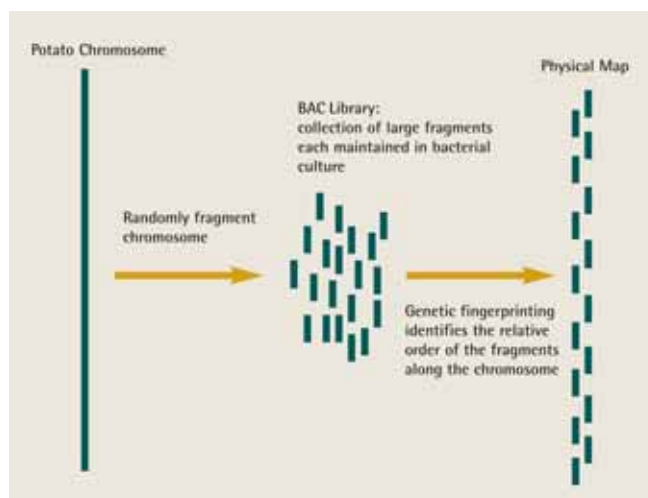 Potato Chromosome
Physical Map
BAC Library:
collection of large fragments
each maintained in bacterial
culture
Randomly fragment
chromosome
Genetic fingerprinting
identifies the relative
order of the fragments
along the chromosome